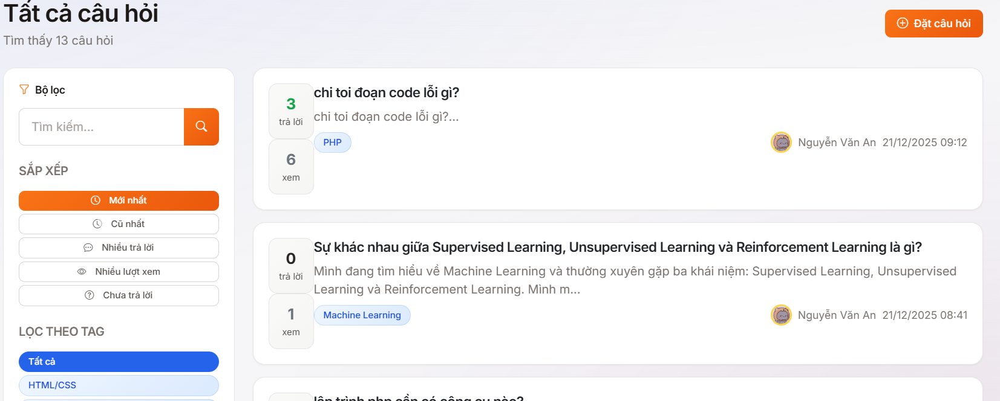 Tất cả câu hỏi
Tìm thấy 13 câu hỏi
Đặt câu hỏi
Bộ lọc
Tìm kiếm...
SẮP XẾP
Mới nhất
Cũ nhất
Nhiều trả lời
Nhiều lượt xem
Chưa trả lời
LỌC THEO TAG
Tất cả
HTML/CSS
3
trả lời
6
xem
chi toi đoạn code lỗi gì?
chi toi đoạn code lỗi gì?...
PHP
Nguyễn Văn An 21/12/2025 09:12
0
trả lời
1
xem
Sự khác nhau giữa Supervised Learning, Unsupervised Learning và Reinforcement Learning là gì?
Mình đang tìm hiểu về Machine Learning và thường xuyên gặp ba khái niệm: Supervised Learning, Unsupervised
Learning và Reinforcement Learning. Mình m...
Machine Learning
Nguyễn Văn An 21/12/2025 08:41
lập trình php cần có công cụ nào?